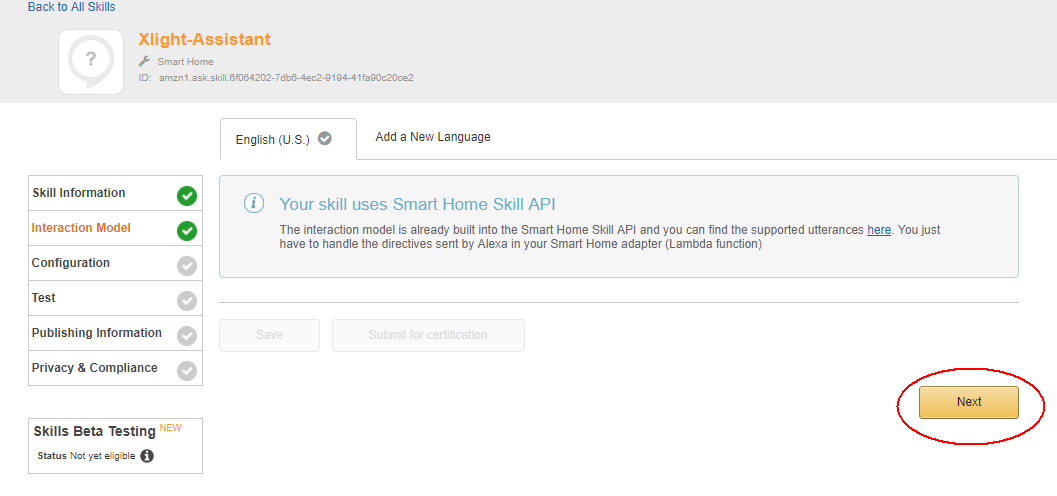 Back to All Skills
?
Xlight-Assistant
Smart Home
ID: amzn1.ask.skill.6f064202-7db6-4ec2-9194-41fa90c20ce2
English (U.S.)
Add a New Language
Skill Information
Interaction Model
Configuration
Test
Publishing Information
Privacy & Compliance
i
Your skill uses Smart Home Skill API
The interaction model is already built into the Smart Home Skill API and you can find the supported utterances here. You just
have to handle the directives sent by Alexa in your Smart Home adapter (Lambda function)
Save
Submit for certification
Next
Skills Beta Testing NEW
Status Not yet eligible i